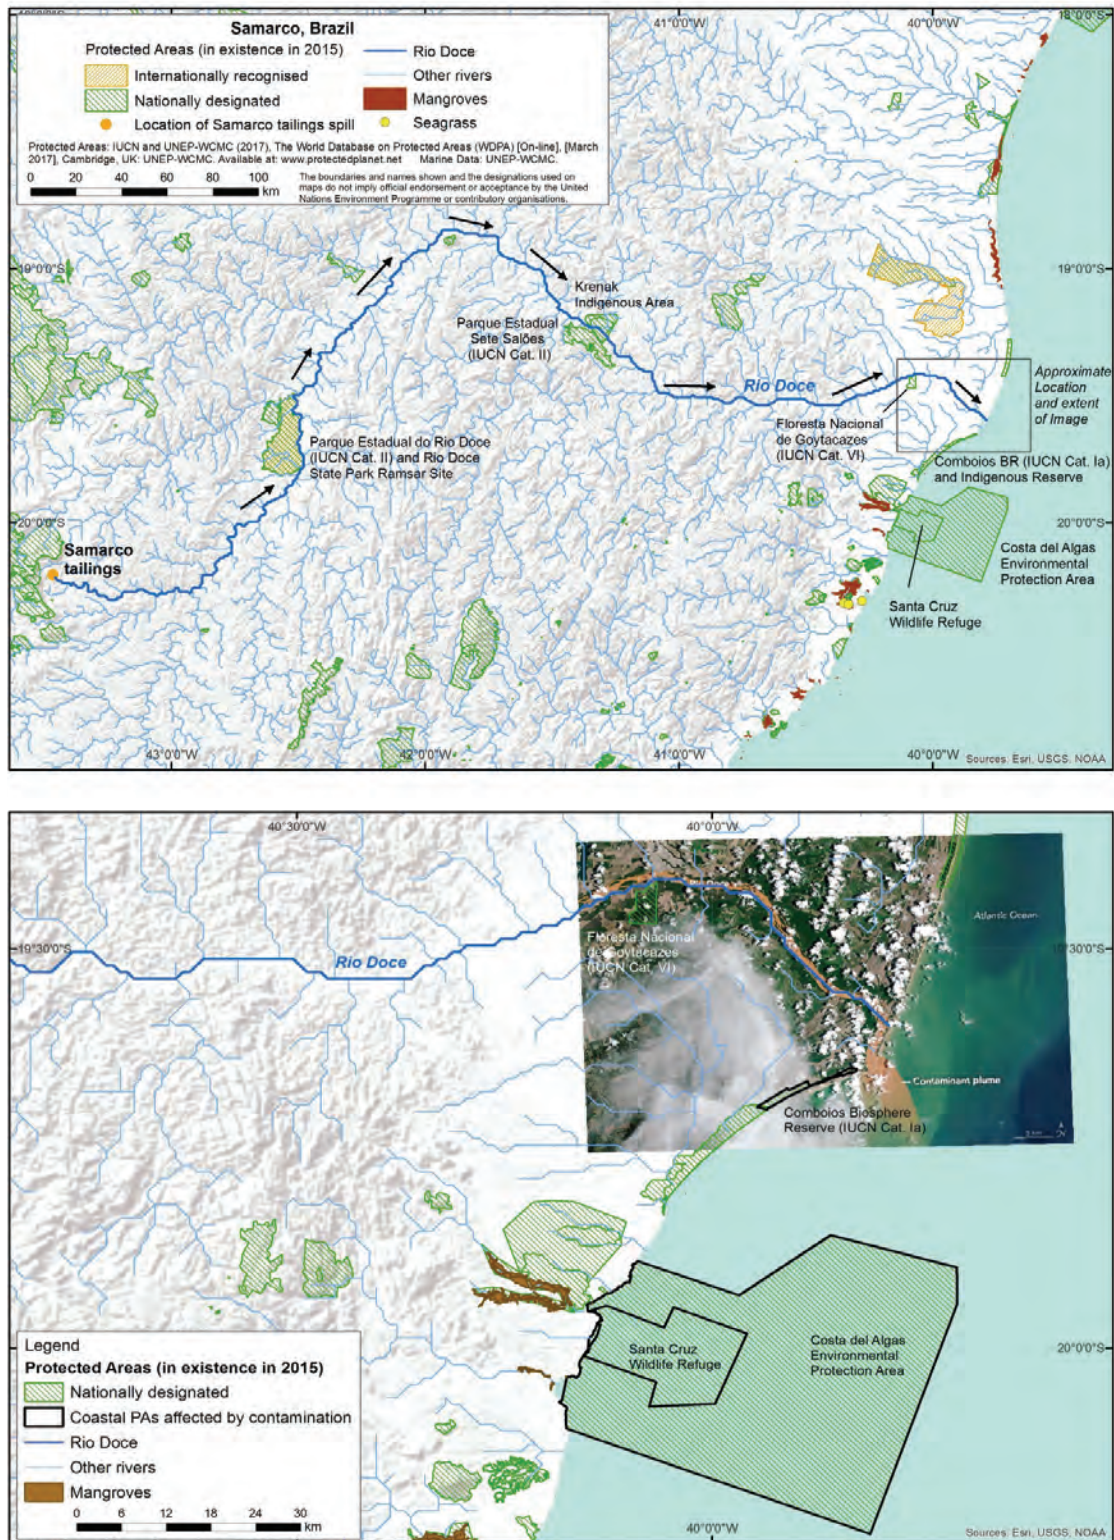 18°0'0"S
41°0'0"W
40°0'0"W
18°0'0"S
Samarco, Brazil
Protected Areas (in existence in 2015)
Internationally recognised
Nationally designated
Location of Samarco tailings spill
Rio Doce
Other rivers
Mangroves
Seagrass
Protected Areas: IUCN and UNEP-WCMC (2017), The World Database on Protected Areas (WDPA) [On-line], [March
2017], Cambridge, UK: UNEP-WCMC. Available at: www.protectedplanet.net Marine Data: UNEP-WCMC.
0 20 40 60 80 100
km
The boundaries and names shown and the designations used on
maps do not imply official endorsement or acceptance by the United
Nations Environment Programme or contributory organisations.
19°0'0"S
19°0'0"S
Krenak
Indigenous Area
Parque Estadual
Sete Salões
(IUCN Cat. II)
Rio Doce
Approximate
Location
and extent
of Image
Floresta Nacional
de Goytacazes
(IUCN Cat. VI)
Parque Estadual do Rio Doce
(IUCN Cat. II) and Rio Doce
State Park Ramsar Site
Comboios BR (IUCN Cat. Ia)
and Indigenous Reserve
20°0'0"S
20°0'0"S
Samarco
tailings
Costa del Algas
Environmental
Protection Area
Santa Cruz
Wildlife Refuge
43°0'0"W
42°0'0"W
41°0'0"W
40°0'0"W
Sources: Esri, USGS, NOAA
40°30'0"W
40°0'0"W
Atlantic Ocean
19°30'0"S
19°30'0"S
Rio Doce
Floresta Nacional
de Goytacazes
(IUCN Cat. VI)
Contaminant plume
Comboios Biosphere
Reserve (IUCN Cat. Ia)
N
Santa Cruz
Wildlife Refuge
Costa del Algas
Environmental
Protection Area
20°0'0"S
Legend
Protected Areas (in existence in 2015)
Nationally designated
Coastal PAs affected by contamination
Rio Doce
Other rivers
Mangroves
0 6 12 18 24 30
km
40°0'0"W
Sources: Esri, USGS, NOAA